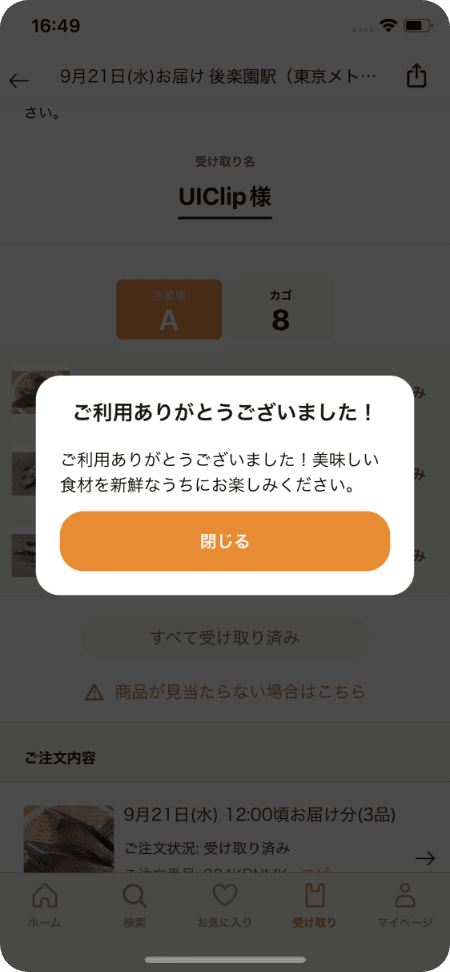 16:49
9月21日(水)お届け 後楽園駅（東京メト…
さい。
受け取り名
UIClip様
冷蔵庫
A
カゴ
8
み
ご利用ありがとうございました！
ご利用ありがとうございました！美味しい
食材を新鮮なうちにお楽しみください。
み
閉じる
み
すべて受け取り済み
商品が見当たらない場合はこちら
ご注文内容
9月21日(水) 12:00頃お届け分(3品)
ご注文状況: 受け取り済み
ホーム
検索
お気に入り
受け取り
マイページ